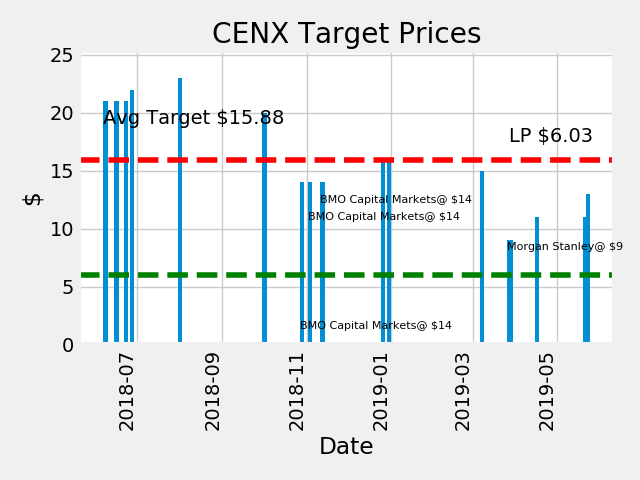 CENX Target Prices
25
20
15
10
5
0
$
Avg Target $15.88
LP $6.03
BMO Capital Markets@ $14
BMO Capital Markets@ $14
Morgan Stanley@ $9
BMO Capital Markets@ $14
2018-07
2018-09
2018-11
2019-01
2019-03
2019-05
Date